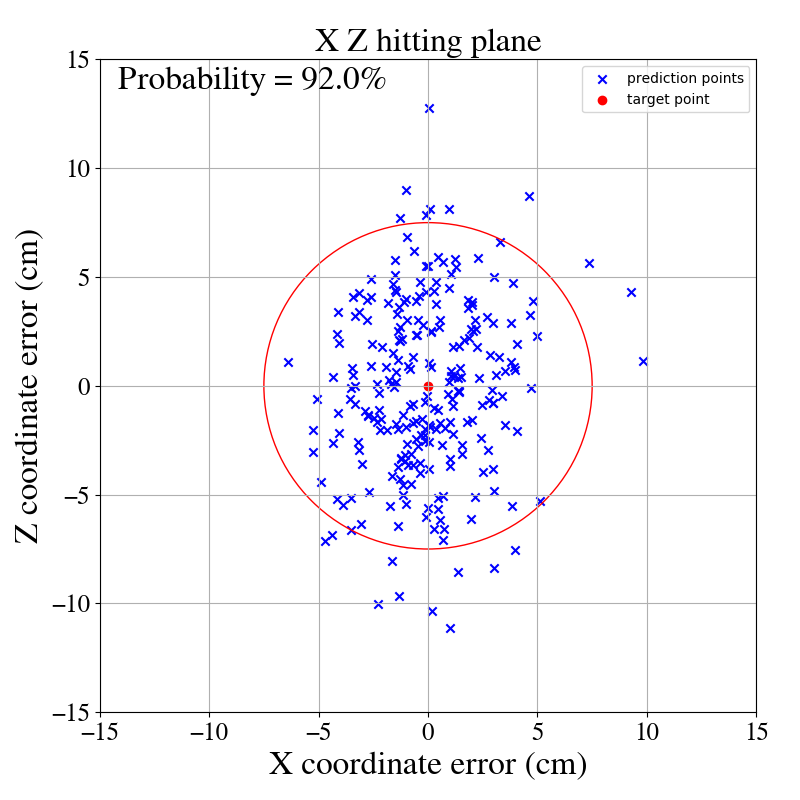 X Z hitting plane
Probability = 92.0%
prediction points
target point
15
10
5
0
−5
−10
−15
Z coordinate error (cm)
−15 −10 −5 0 5 10 15
X coordinate error (cm)